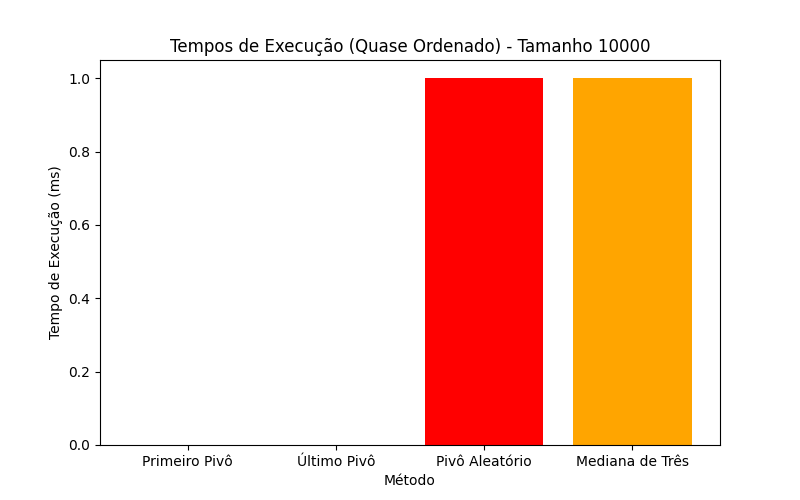 Tempos de Execução (Quase Ordenado) - Tamanho 10000
1.0
0.8
0.6
0.4
0.2
0.0
Tempo de Execução (ms)
Primeiro Pivô
Último Pivô
Pivô Aleatório
Mediana de Três
Método